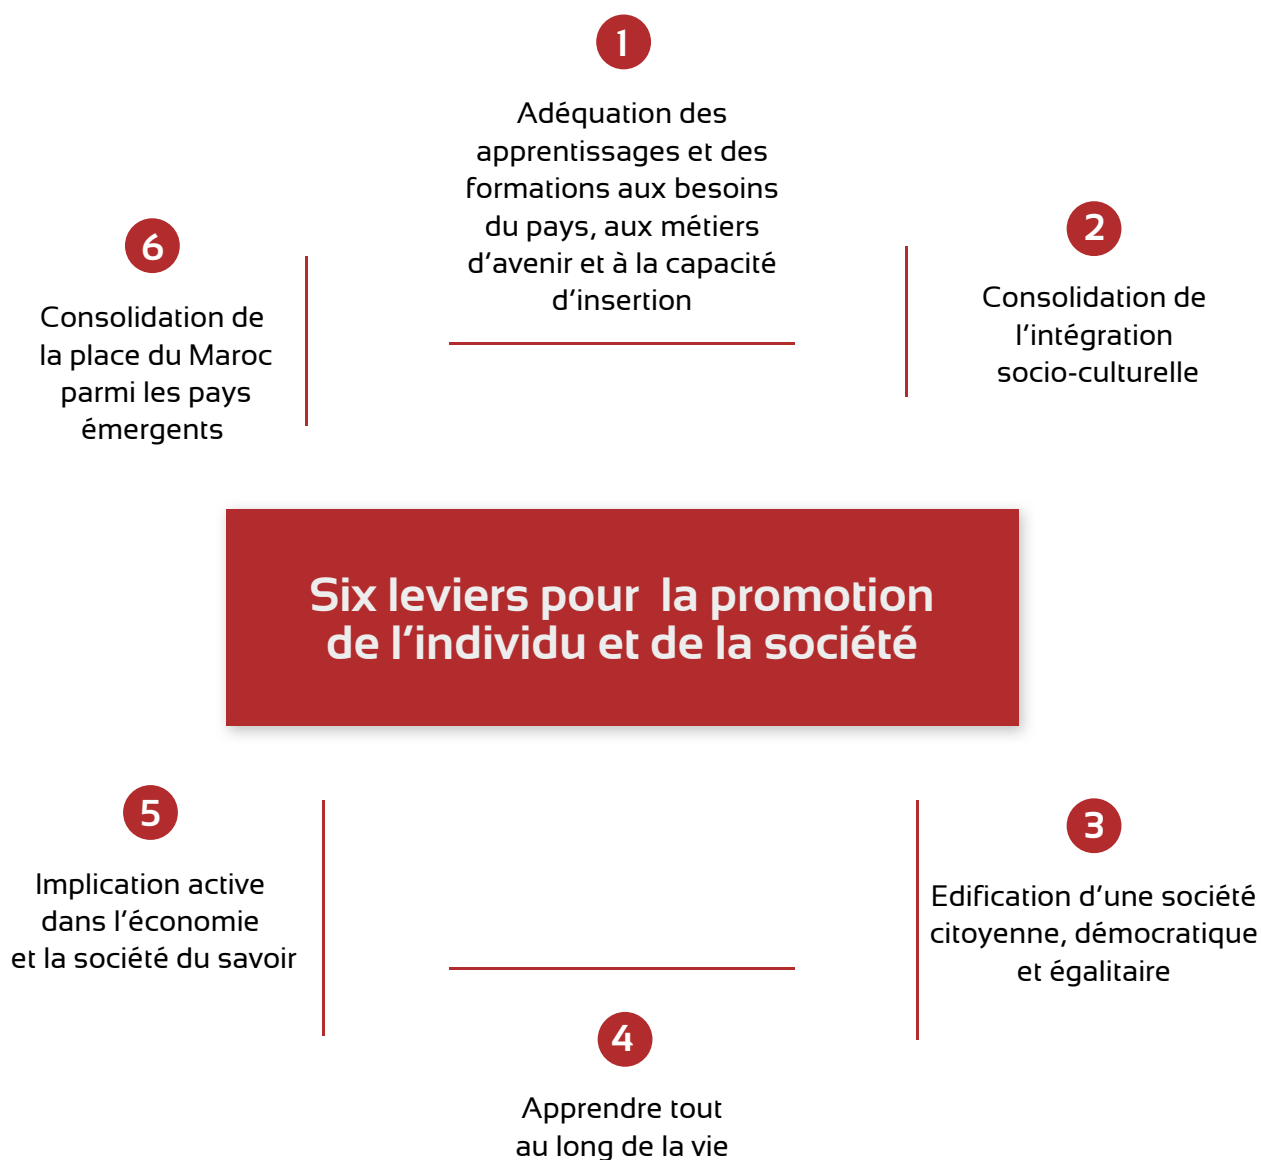 1
Adéquation des
apprentissages et des
formations aux besoins
du pays, aux métiers
d'avenir et à la capacité
d'insertion
2
Consolidation de
l'intégration
socio-culturelle
6
Consolidation de
la place du Maroc
parmi les pays
émergents
Six leviers pour la promotion
de l'individu et de la société
5
Implication active
dans l'économie
et la société du savoir
3
Edification d'une société
citoyenne, démocratique
et égalitaire
4
Apprendre tout
au long de la vie